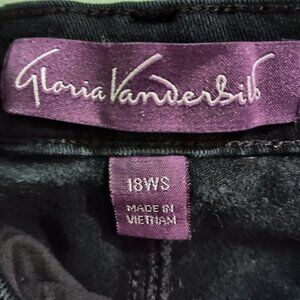 Gloria Vanderbilt
18WS
MADE IN
VIETNAM